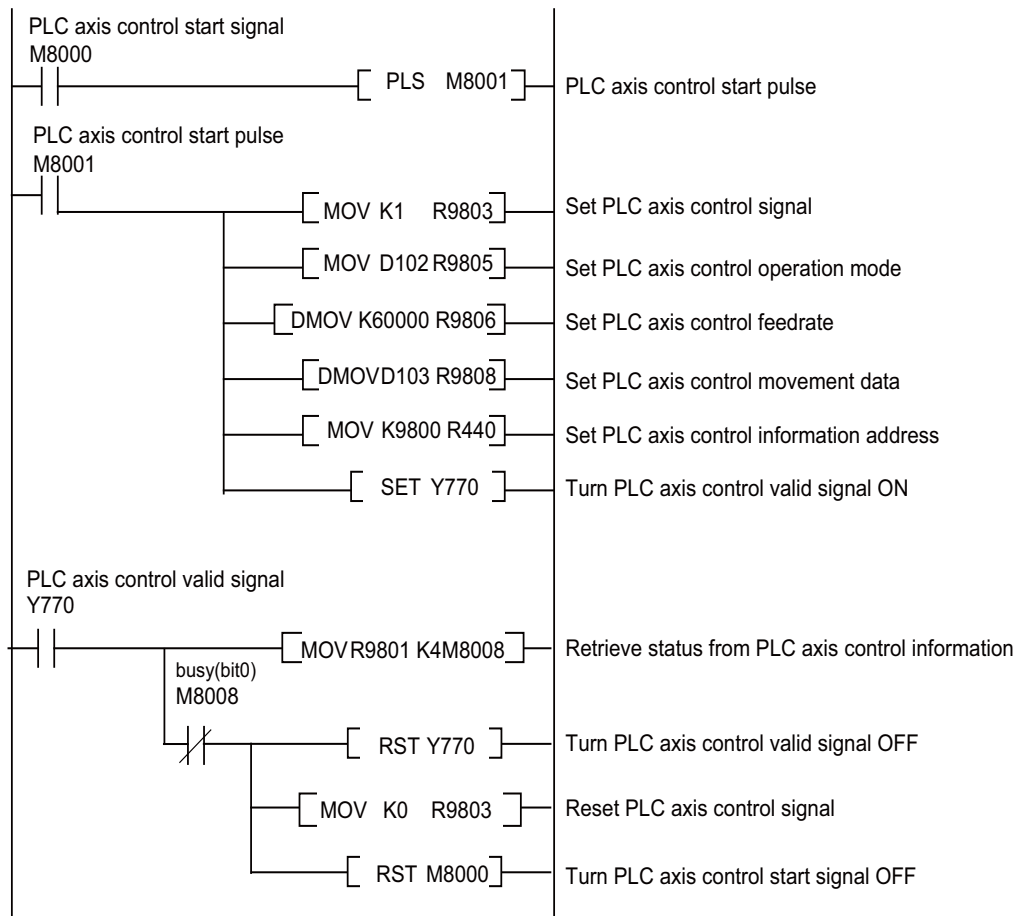 PLC axis control start signal
M8000
PLS M8001 PLC axis control start pulse
PLC axis control start pulse
M8001
MOV K1 R9803 Set PLC axis control signal
MOV D102 R9805 Set PLC axis control operation mode
DMOV K60000 R9806 Set PLC axis control feedrate
DMOVD103 R9808 Set PLC axis control movement data
MOV K9800 R440 Set PLC axis control information address
SET Y770 Turn PLC axis control valid signal ON
PLC axis control valid signal
Y770
MOVR9801 K4M8008 Retrieve status from PLC axis control information
busy(bit0)
M8008
RST Y770 Turn PLC axis control valid signal OFF
MOV K0 R9803 Reset PLC axis control signal
RST M8000 Turn PLC axis control start signal OFF